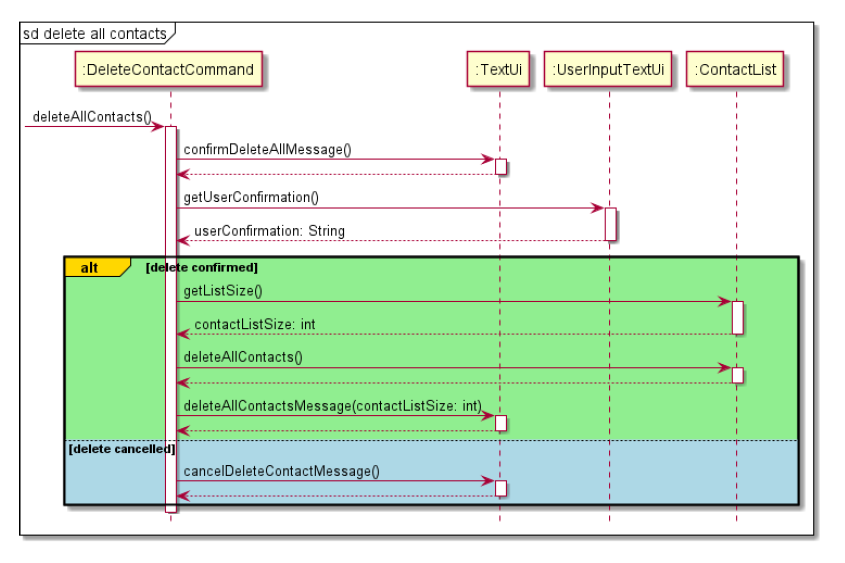 sd delete all contacts
:DeleteContactCommand
:TextUi
:UserInputTextUi
:ContactList
deleteAllContacts()
confirmDeleteAllMessage()
getUserConfirmation()
userConfirmation: String
alt
[delete confirmed]
getListSize()
contactListSize: int
deleteAllContacts()
deleteAllContactsMessage(contactListSize: int)
[delete cancelled]
cancelDeleteContactMessage()